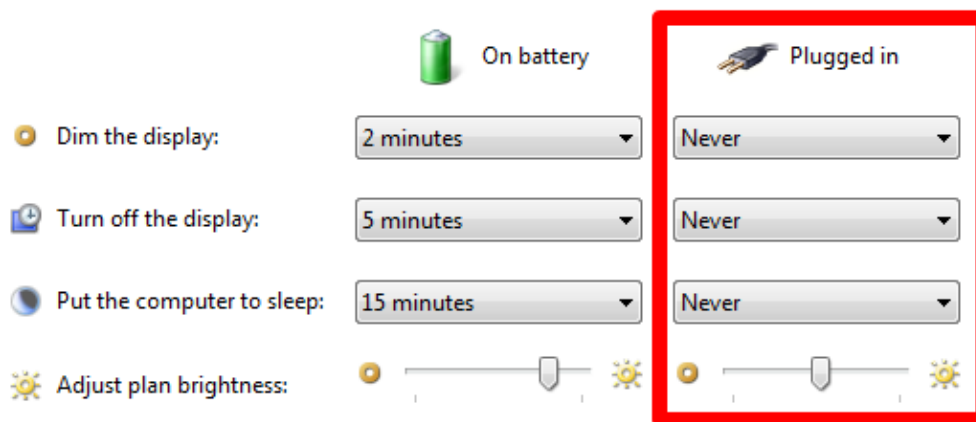 On battery Plugged in
Dim the display: 2 minutes Never
Turn off the display: 5 minutes Never
Put the computer to sleep: 15 minutes Never
Adjust plan brightness: